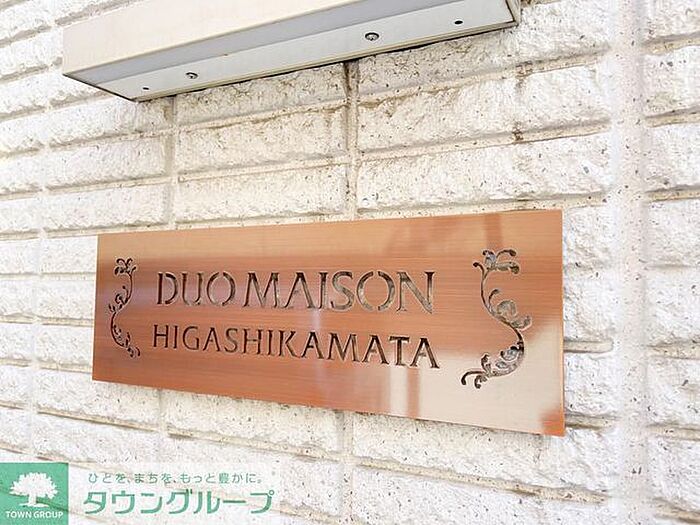 DUO MAISON
HIGASHIKAMATA
ひとを、まちを、もっと豊かに。
タウングループ
TOWN GROUP